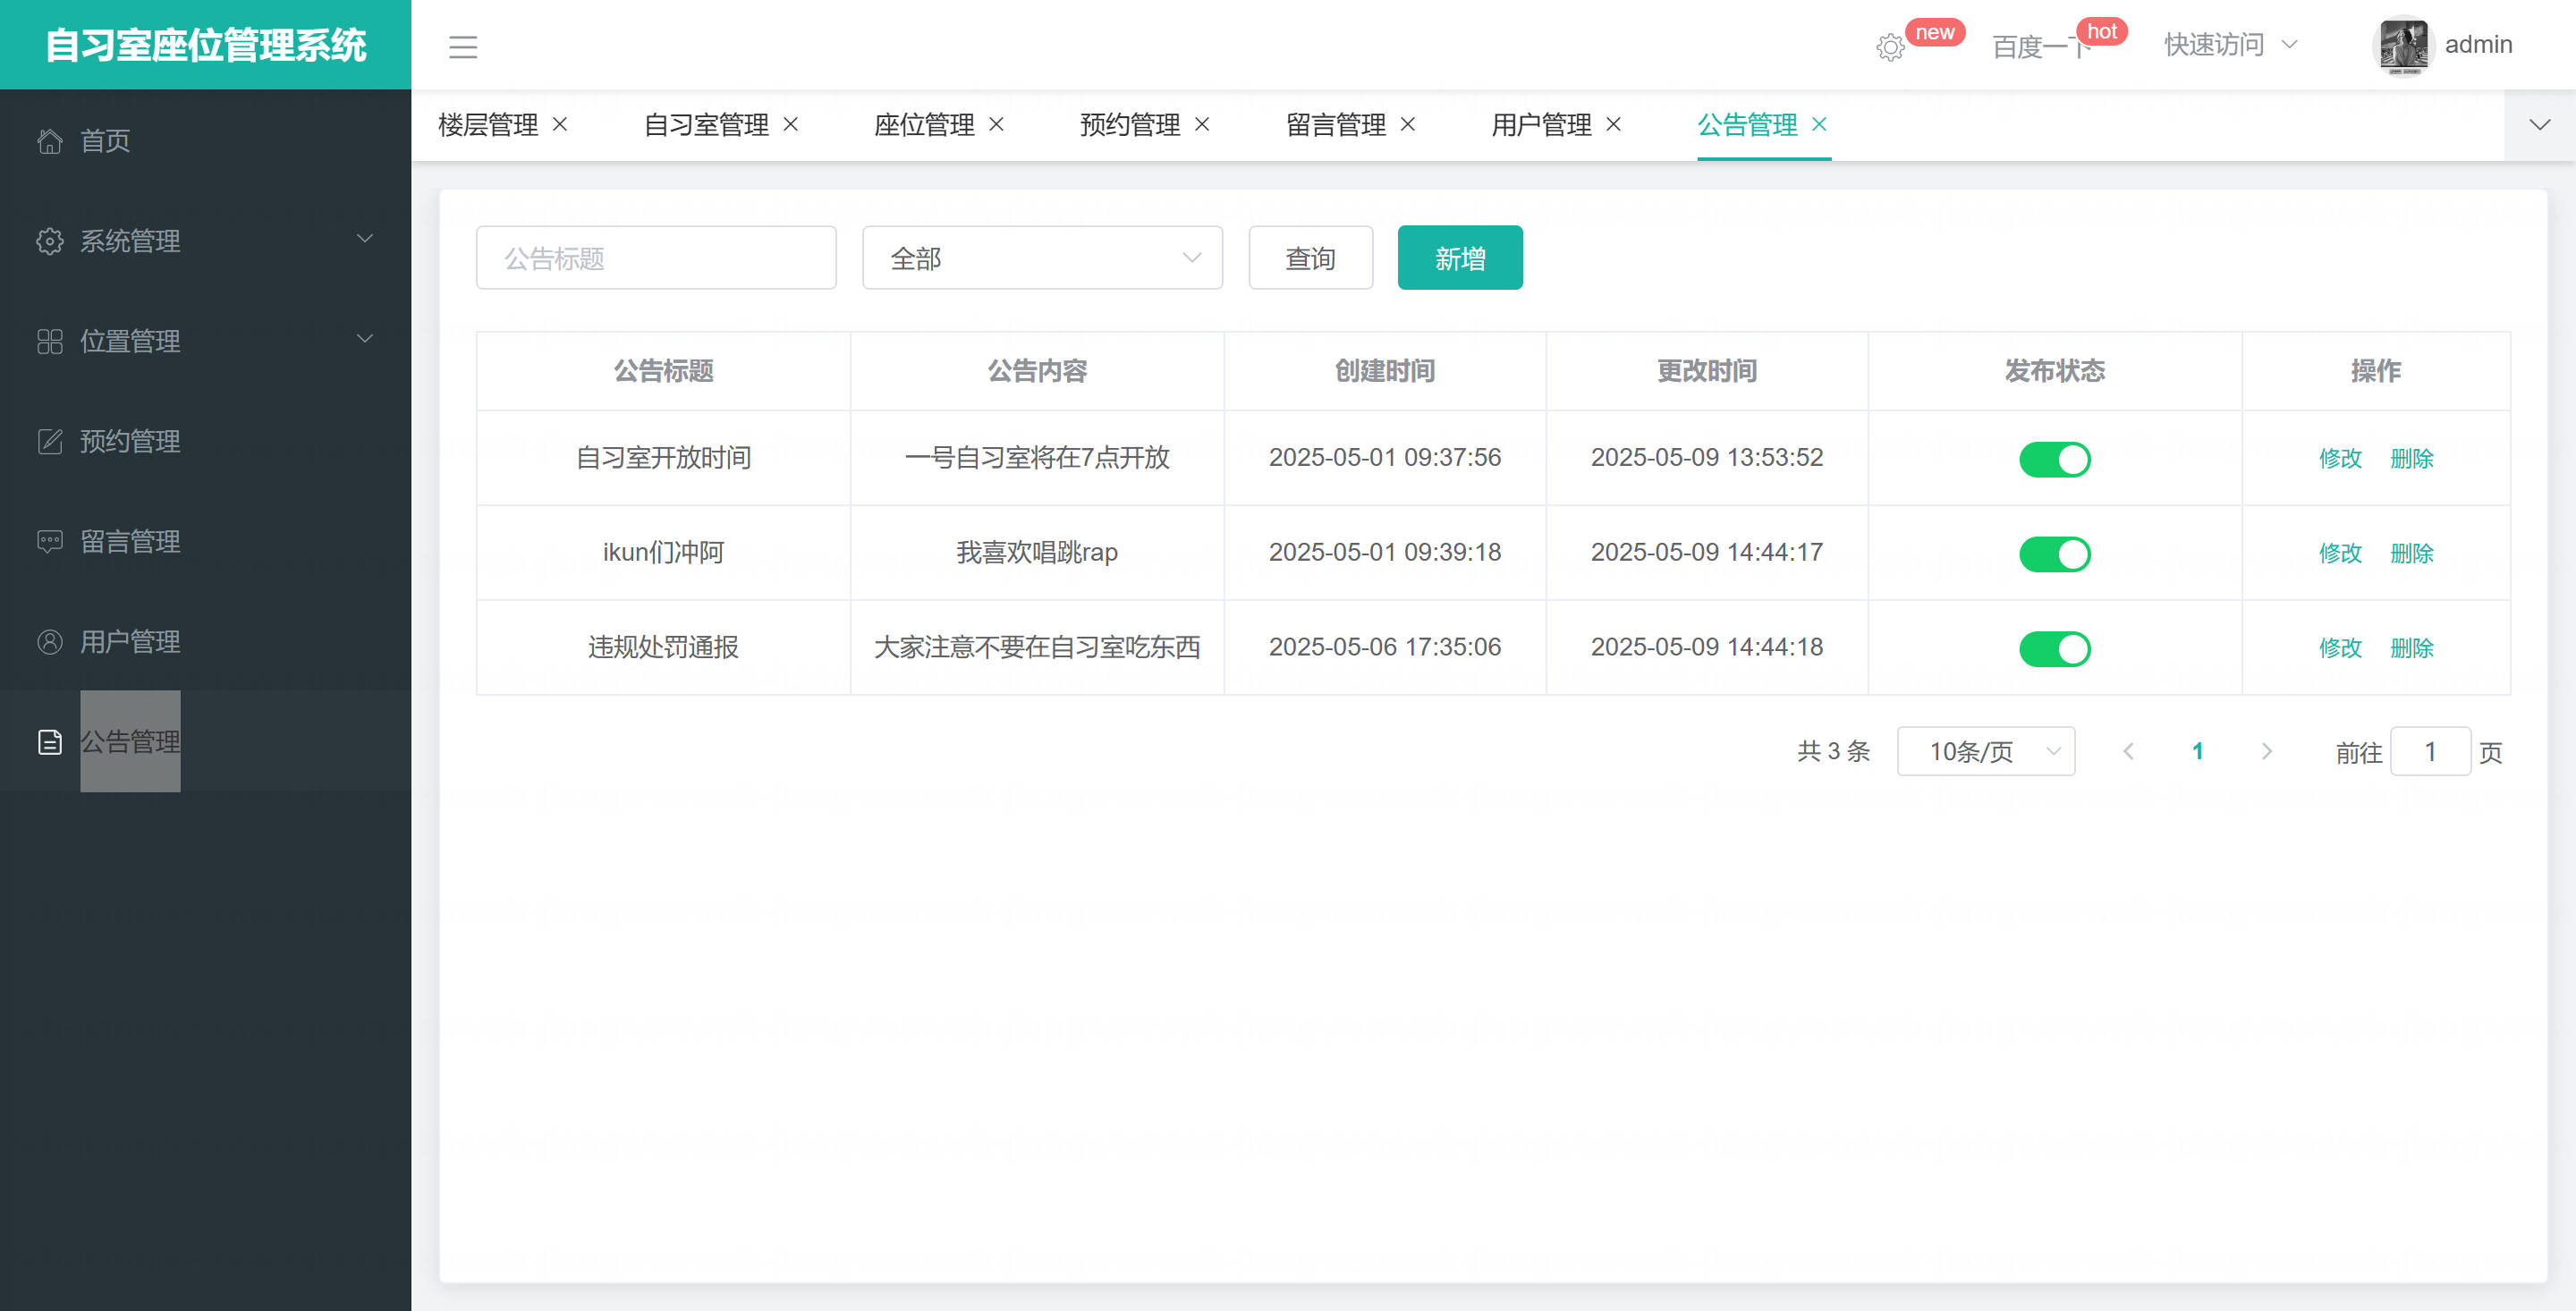 自习室座位管理系统
new
百度一下
hot
快速访问
admin
首页
系统管理
位置管理
预约管理
留言管理
用户管理
公告管理
楼层管理 × 自习室管理 × 座位管理 × 预约管理 × 留言管理 × 用户管理 × 公告管理 ×
公告标题 全部 查询 新增
公告标题 公告内容 创建时间 更改时间 发布状态 操作
自习室开放时间 一号自习室将在7点开放 2025-05-01 09:37:56 2025-05-09 13:53:52 修改 删除
ikun们冲阿 我喜欢唱跳rap 2025-05-01 09:39:18 2025-05-09 14:44:17 修改 删除
违规处罚通报 大家注意不要在自习室吃东西 2025-05-06 17:35:06 2025-05-09 14:44:18 修改 删除
共 3 条 10条/页 1 前往 1 页